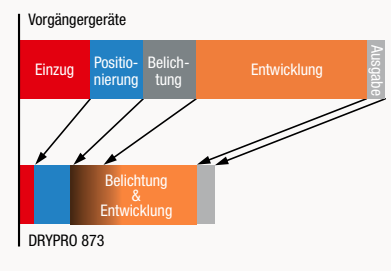 Vorgängergeräte
Einzug
Positio-
nierung
Belich-
tung
Entwicklung
Ausgabe
Belichtung
&
Entwicklung
DRYPRO 873